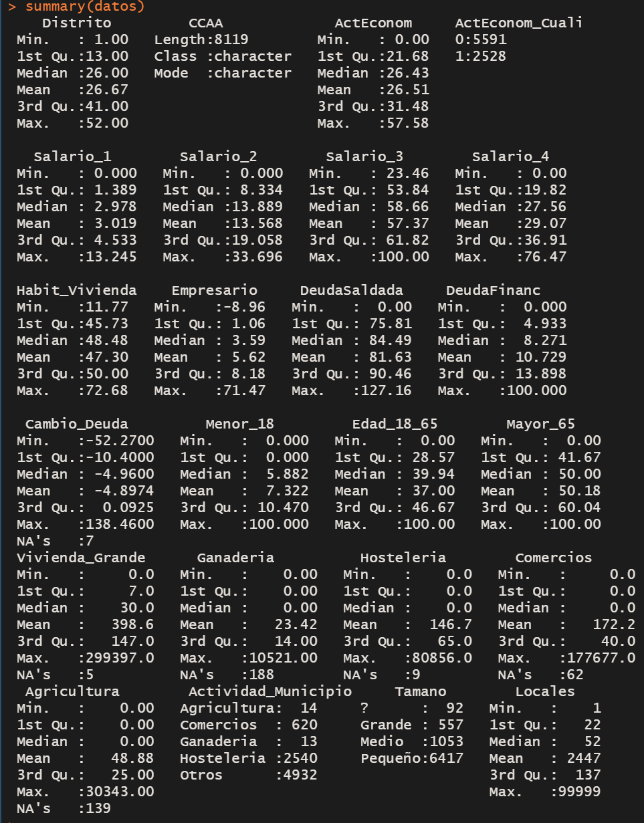 > summary(datos)
Distrito CCAA ActEconom ActEconom_Cuali
Min. : 1.00 Length:8119 Min. : 0.00 0:5591
1st Qu.:13.00 Class :character 1st Qu.:21.68 1:2528
Median :26.00 Mode :character Median :26.43
Mean :26.67 Mean :26.51
3rd Qu.:41.00 3rd Qu.:31.48
Max. :52.00 Max. :57.58
Salario_1 Salario_2 Salario_3 Salario_4
Min. : 0.000 Min. : 0.000 Min. : 23.46 Min. : 0.00
1st Qu.: 1.389 1st Qu.: 8.334 1st Qu.: 53.84 1st Qu.:19.82
Median : 2.978 Median :13.889 Median : 58.66 Median :27.56
Mean : 3.019 Mean :13.568 Mean : 57.37 Mean :29.07
3rd Qu.: 4.533 3rd Qu.:19.058 3rd Qu.: 61.82 3rd Qu.:36.91
Max. :13.245 Max. :33.696 Max. :100.00 Max. :76.47
Habit_Vivienda Empresario DeudaSaldada DeudaFinanc
Min. :11.77 Min. :-8.96 Min. : 0.00 Min. : 0.000
1st Qu.:45.73 1st Qu.: 1.06 1st Qu.: 75.81 1st Qu.: 4.933
Median :48.48 Median : 3.59 Median : 84.49 Median : 8.271
Mean :47.30 Mean : 5.62 Mean : 81.63 Mean : 10.729
3rd Qu.:50.00 3rd Qu.: 8.18 3rd Qu.: 90.46 3rd Qu.: 13.898
Max. :72.68 Max. :71.47 Max. :127.16 Max. :100.000
Cambio_Deuda Menor_18 Edad_18_65 Mayor_65
Min. :-52.2700 Min. : 0.000 Min. : 0.00 Min. : 0.00
1st Qu.:-10.4000 1st Qu.: 0.000 1st Qu.: 28.57 1st Qu.: 41.67
Median : -4.9600 Median : 5.882 Median : 39.94 Median : 50.00
Mean : -4.8974 Mean : 7.322 Mean : 37.00 Mean : 50.18
3rd Qu.: 0.0925 3rd Qu.: 10.470 3rd Qu.: 46.67 3rd Qu.: 60.04
Max. :138.4600 Max. :100.000 Max. :100.00 Max. :100.00
NA's :7
Vivienda_Grande Ganaderia Hosteleria Comercios
Min. : 0.0 Min. : 0.00 Min. : 0.0 Min. : 0.0
1st Qu.: 7.0 1st Qu.: 0.00 1st Qu.: 0.0 1st Qu.: 0.0
Median : 30.0 Median : 0.00 Median : 0.0 Median : 0.0
Mean : 398.6 Mean : 23.42 Mean : 146.7 Mean : 172.2
3rd Qu.: 147.0 3rd Qu.: 14.00 3rd Qu.: 65.0 3rd Qu.: 40.0
Max. :299397.0 Max. :10521.00 Max. :80856.0 Max. :177677.0
NA's :5 NA's :188 NA's :9 NA's :62
Agricultura Actividad_Municipio Tamano Locales
Min. : 0.00 Agricultura: 14 ? : 92 Min. : 1
1st Qu.: 0.00 Comercios : 620 Grande : 557 1st Qu.: 22
Median : 0.00 Ganaderia : 13 Medio :1053 Median : 52
Mean : 48.88 Hosteleria :2540 Pequeño:6417 Mean : 2447
3rd Qu.: 25.00 Otros :4932 3rd Qu.: 137
Max. :30343.00 Max. :99999
NA's :139